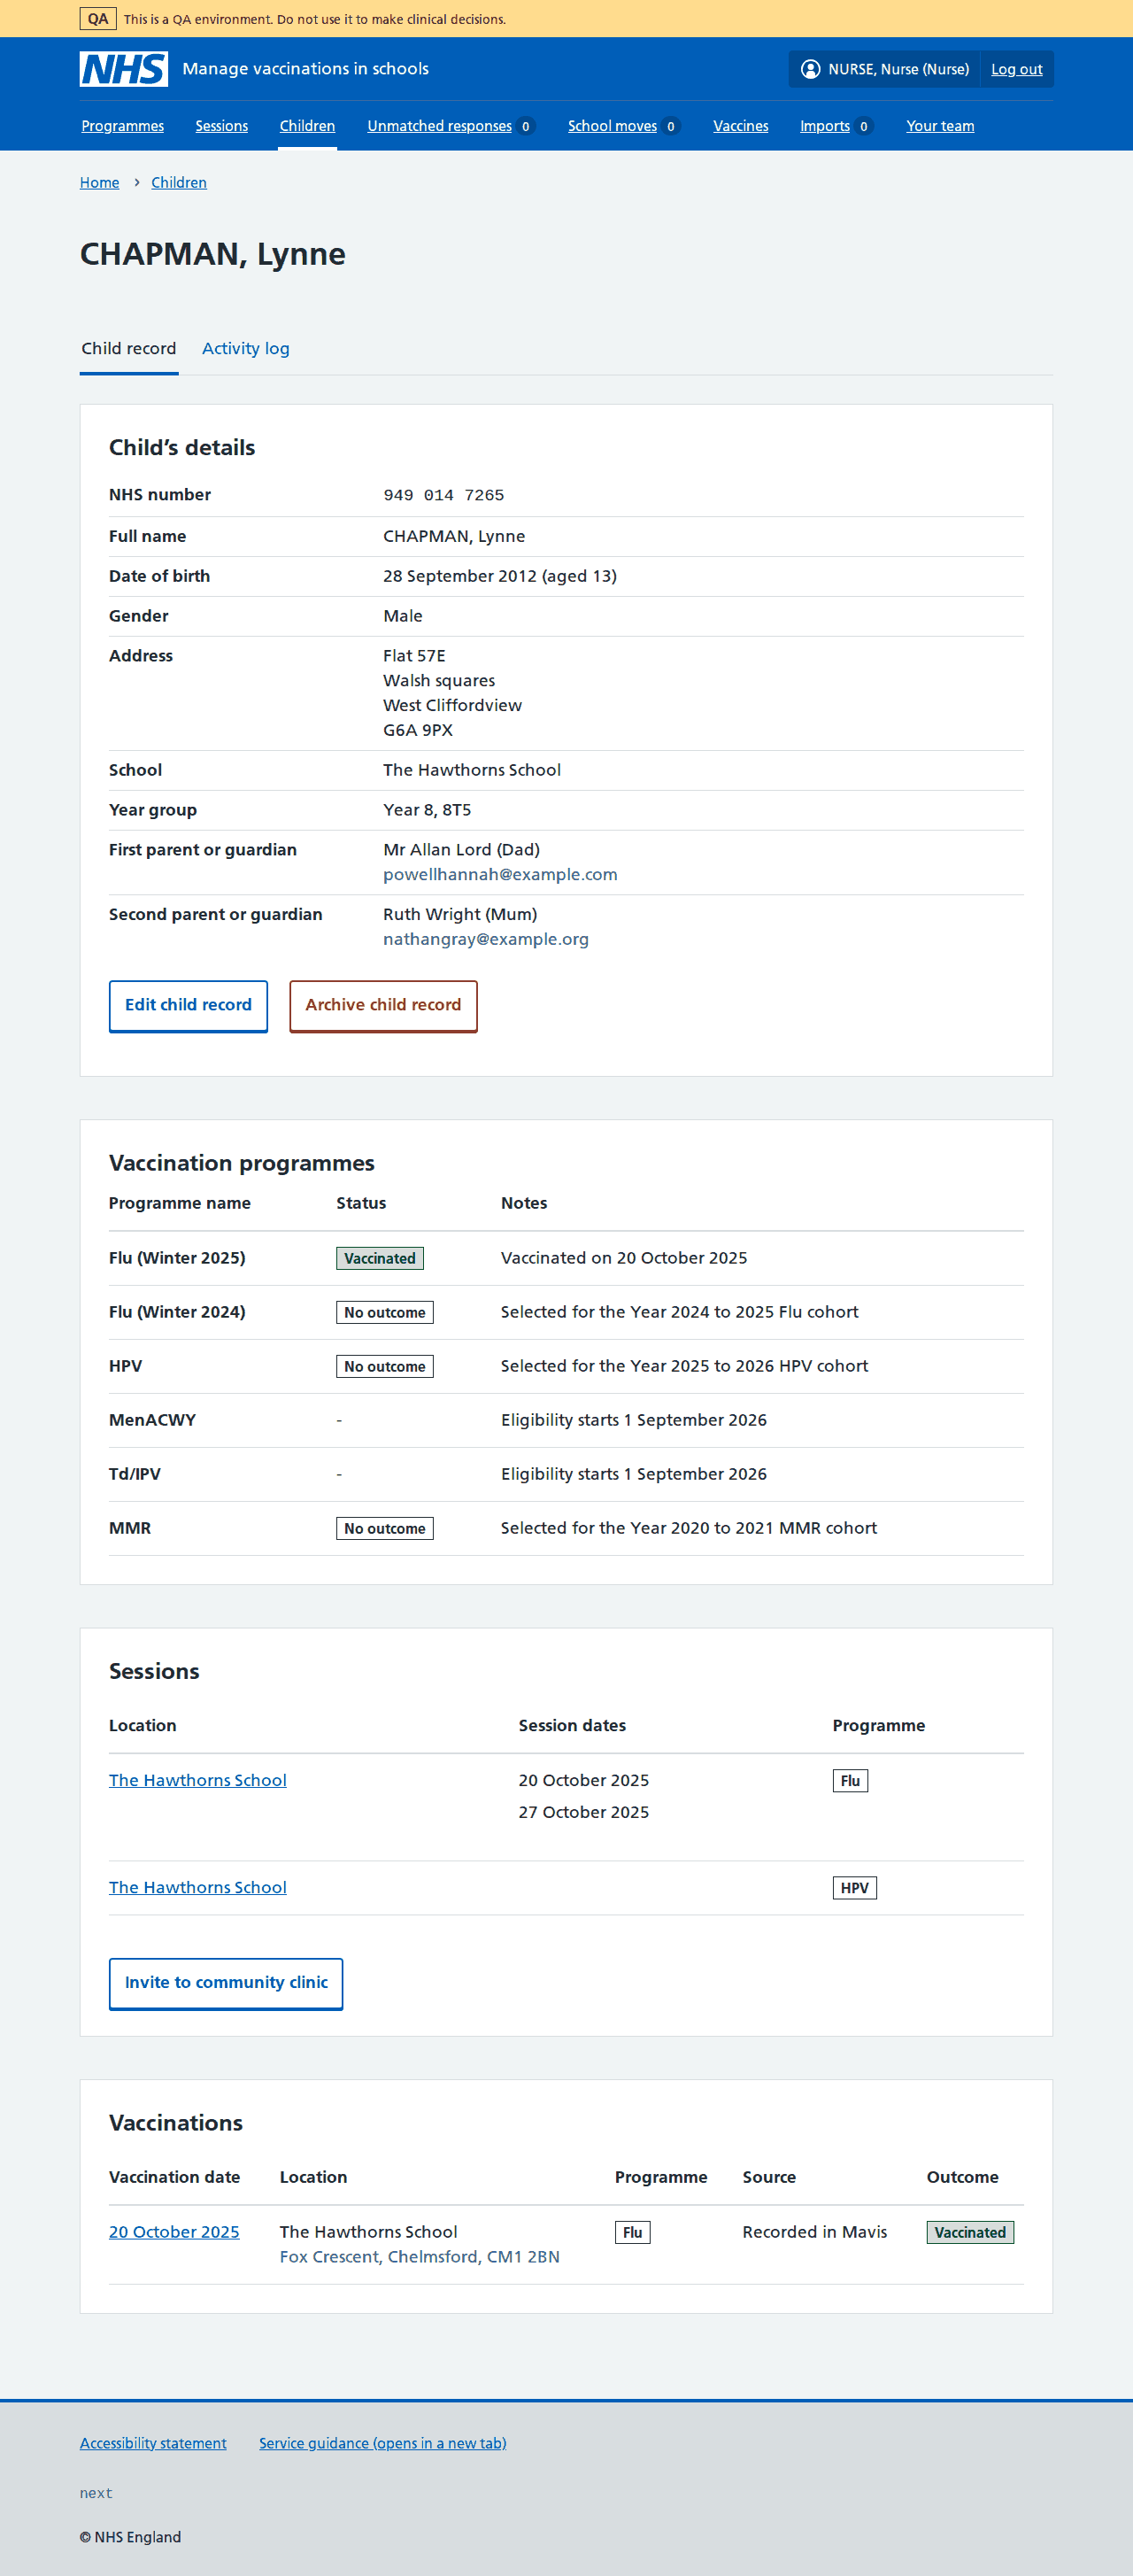 QA This is a QA environment. Do not use it to make clinical decisions.
NHS Manage vaccinations in schools NURSE, Nurse (Nurse) Log out
Programmes Sessions Children Unmatched responses 0 School moves 0 Vaccines Imports 0 Your team
Home › Children
CHAPMAN, Lynne
Child record Activity log
Child’s details
NHS number 949 014 7265
Full name CHAPMAN, Lynne
Date of birth 28 September 2012 (aged 13)
Gender Male
Address Flat 57E
Walsh squares
West Cliffordview
G6A 9PX
School The Hawthorns School
Year group Year 8, 8T5
First parent or guardian Mr Allan Lord (Dad)
powellhannah@example.com
Second parent or guardian Ruth Wright (Mum)
nathangray@example.org
Edit child record Archive child record
Vaccination programmes
Programme name Status Notes
Flu (Winter 2025) Vaccinated Vaccinated on 20 October 2025
Flu (Winter 2024) No outcome Selected for the Year 2024 to 2025 Flu cohort
HPV No outcome Selected for the Year 2025 to 2026 HPV cohort
MenACWY - Eligibility starts 1 September 2026
Td/IPV - Eligibility starts 1 September 2026
MMR No outcome Selected for the Year 2020 to 2021 MMR cohort
Sessions
Location Session dates Programme
The Hawthorns School 20 October 2025 Flu
27 October 2025
The Hawthorns School HPV
Invite to community clinic
Vaccinations
Vaccination date Location Programme Source Outcome
20 October 2025 The Hawthorns School Flu Recorded in Mavis Vaccinated
Fox Crescent, Chelmsford, CM1 2BN
Accessibility statement Service guidance (opens in a new tab)
next
© NHS England